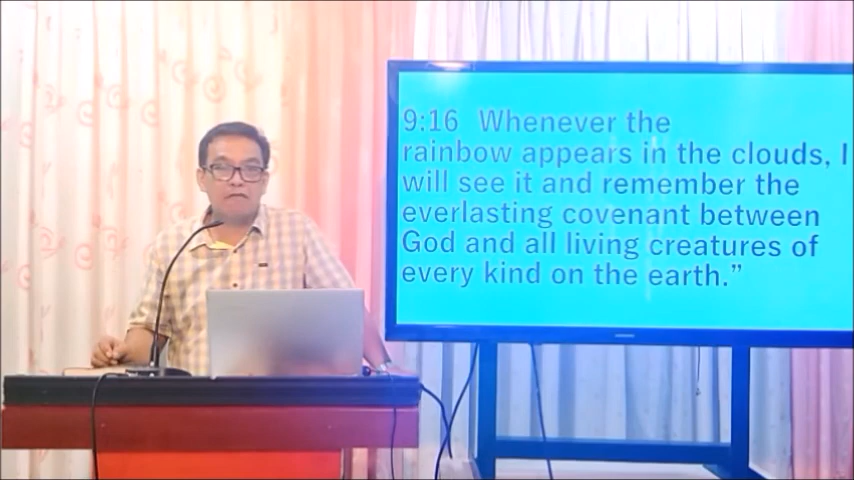 9:16 Whenever the
rainbow appears in the clouds, I
will see it and remember the
everlasting covenant between
God and all living creatures of
every kind on the earth.”